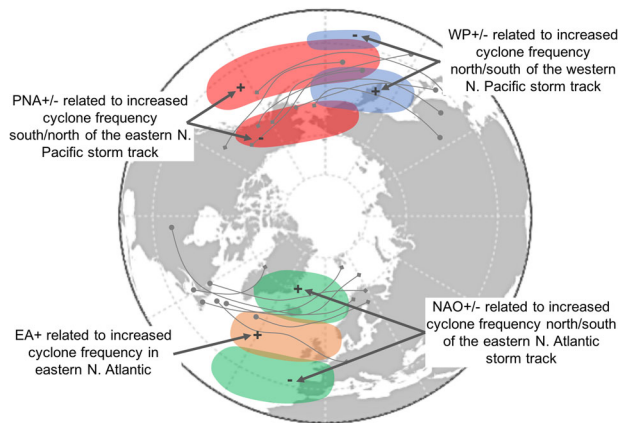 WP+/- related to increased
cyclone frequency
north/south of the western
N. Pacific storm track
PNA+/- related to increased
cyclone frequency
south/north of the eastern N.
Pacific storm track
-
+
+
-
NAO+/- related to increased
cyclone frequency north/south
of the eastern N. Atlantic
storm track
EA+ related to increased
cyclone frequency in
eastern N. Atlantic
+
+
-